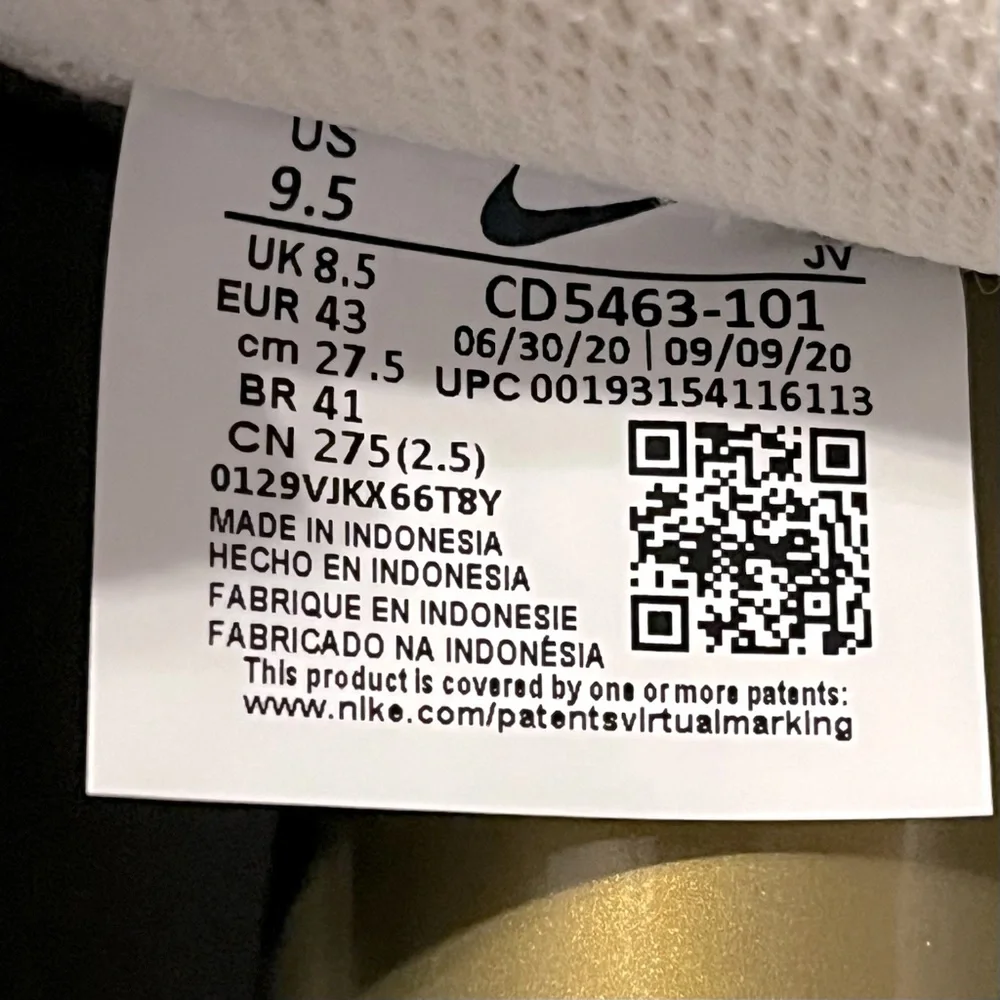 US
9.5
JV
UK 8.5
EUR 43
cm 27.5
BR 41
CN 275(2.5)
CD5463-101
06/30/20 | 09/09/20
UPC 00193154116113
0129VJKX66T8Y
MADE IN INDONESIA
HECHO EN INDONESIA
FABRIQUE EN INDONESIE
FABRICADO NA INDONÉSIA
This product is covered by one or more patents:
www.nike.com/patentsvirtualmarking